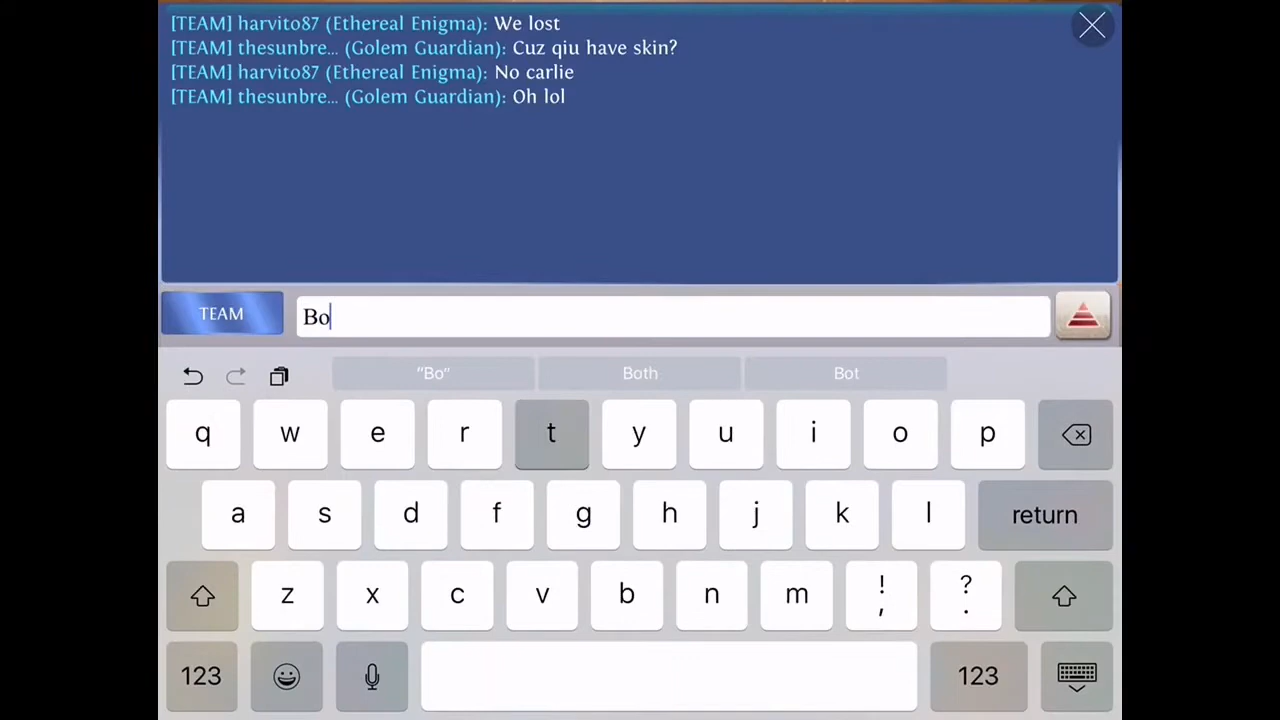 [TEAM] harvito87 (Ethereal Enigma): We lost
[TEAM] thesunbre... (Golem Guardian): Cuz qiu have skin?
[TEAM] harvito87 (Ethereal Enigma): No carlie
[TEAM] thesunbre... (Golem Guardian): Oh lol
TEAM Bo
"Bo" Both Bot
q w e r t y u i o p
a s d f g h j k l return
z x c v b n m ! , ? .
123 123